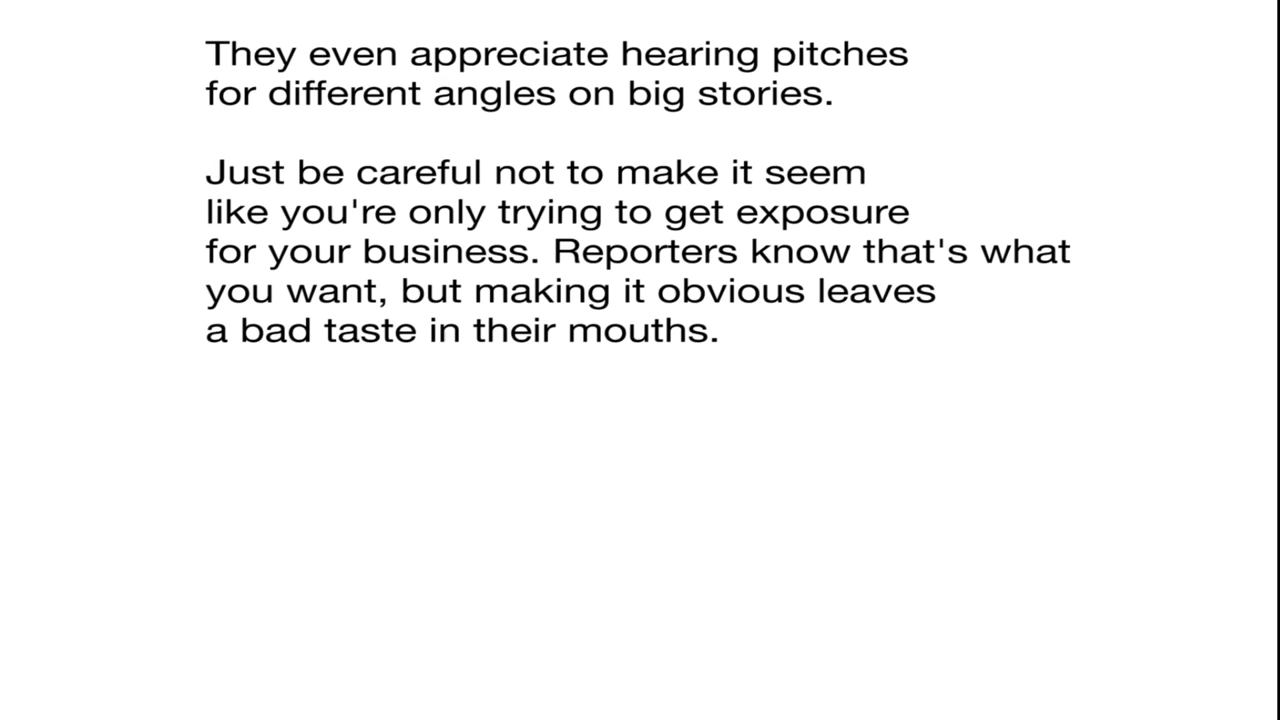 They even appreciate hearing pitches
for different angles on big stories.
Just be careful not to make it seem
like you're only trying to get exposure
for your business. Reporters know that's what
you want, but making it obvious leaves
a bad taste in their mouths.